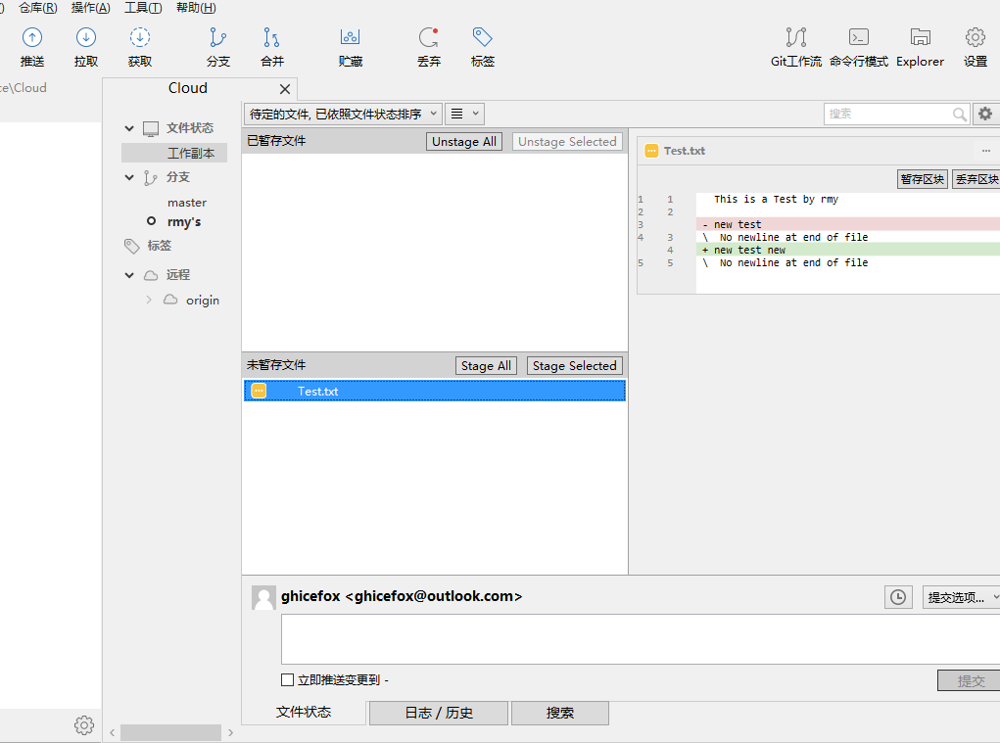 ) 仓库(R) 操作(A) 工具(T) 帮助(H)
推送 拉取 获取 分支 合并 贮藏 丢弃 标签 Git工作流 命令行模式 Explorer 设置
ce\Cloud
Cloud
待定的文件, 已依照文件状态排序
搜索
文件状态
工作副本
分支
master
rmy's
标签
远程
origin
已暂存文件 Unstage All Unstage Selected
未暂存文件 Stage All Stage Selected
Test.txt
Test.txt ...
暂存区块 丢弃区块
1 1 This is a Test by rmy
2 2
3 - new test
4 3 \ No newline at end of file
4 + new test new
5 5 \ No newline at end of file
ghicefox <ghicefox@outlook.com>
提交选项...
立即推送变更到 -
提交
文件状态 日志 / 历史 搜索